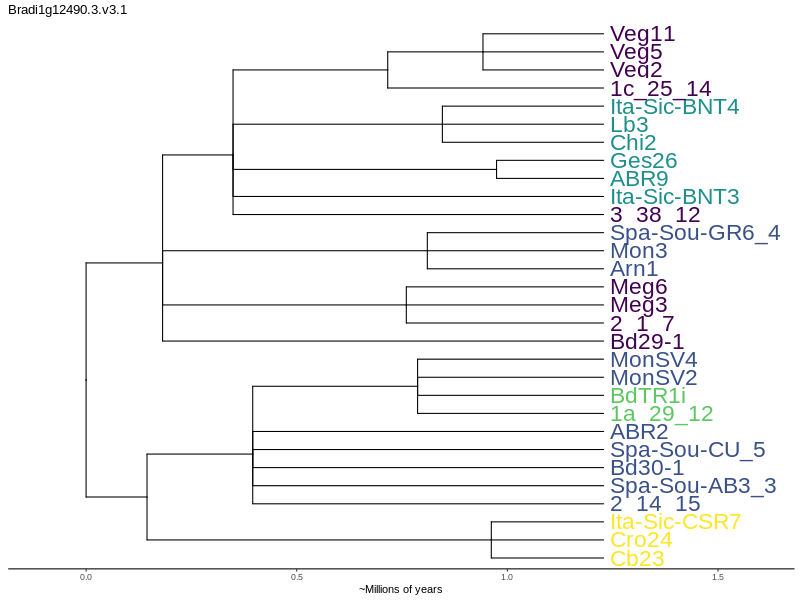 Bradi1g12490.3.v3.1
Veg11
Veg5
Veg2
1c_25_14
Ita-Sic-BNT4
Lb3
Chi2
Ges26
ABR9
Ita-Sic-BNT3
3_38_12
Spa-Sou-GR6_4
Mon3
Arn1
Meg6
Meg3
2_1_7
Bd29-1
MonSV4
MonSV2
BdTR1i
1a_29_12
ABR2
Spa-Sou-CU_5
Bd30-1
Spa-Sou-AB3_3
2_14_15
Ita-Sic-CSR7
Cro24
Cb23
0.0 0.5 1.0 1.5
~Millions of years